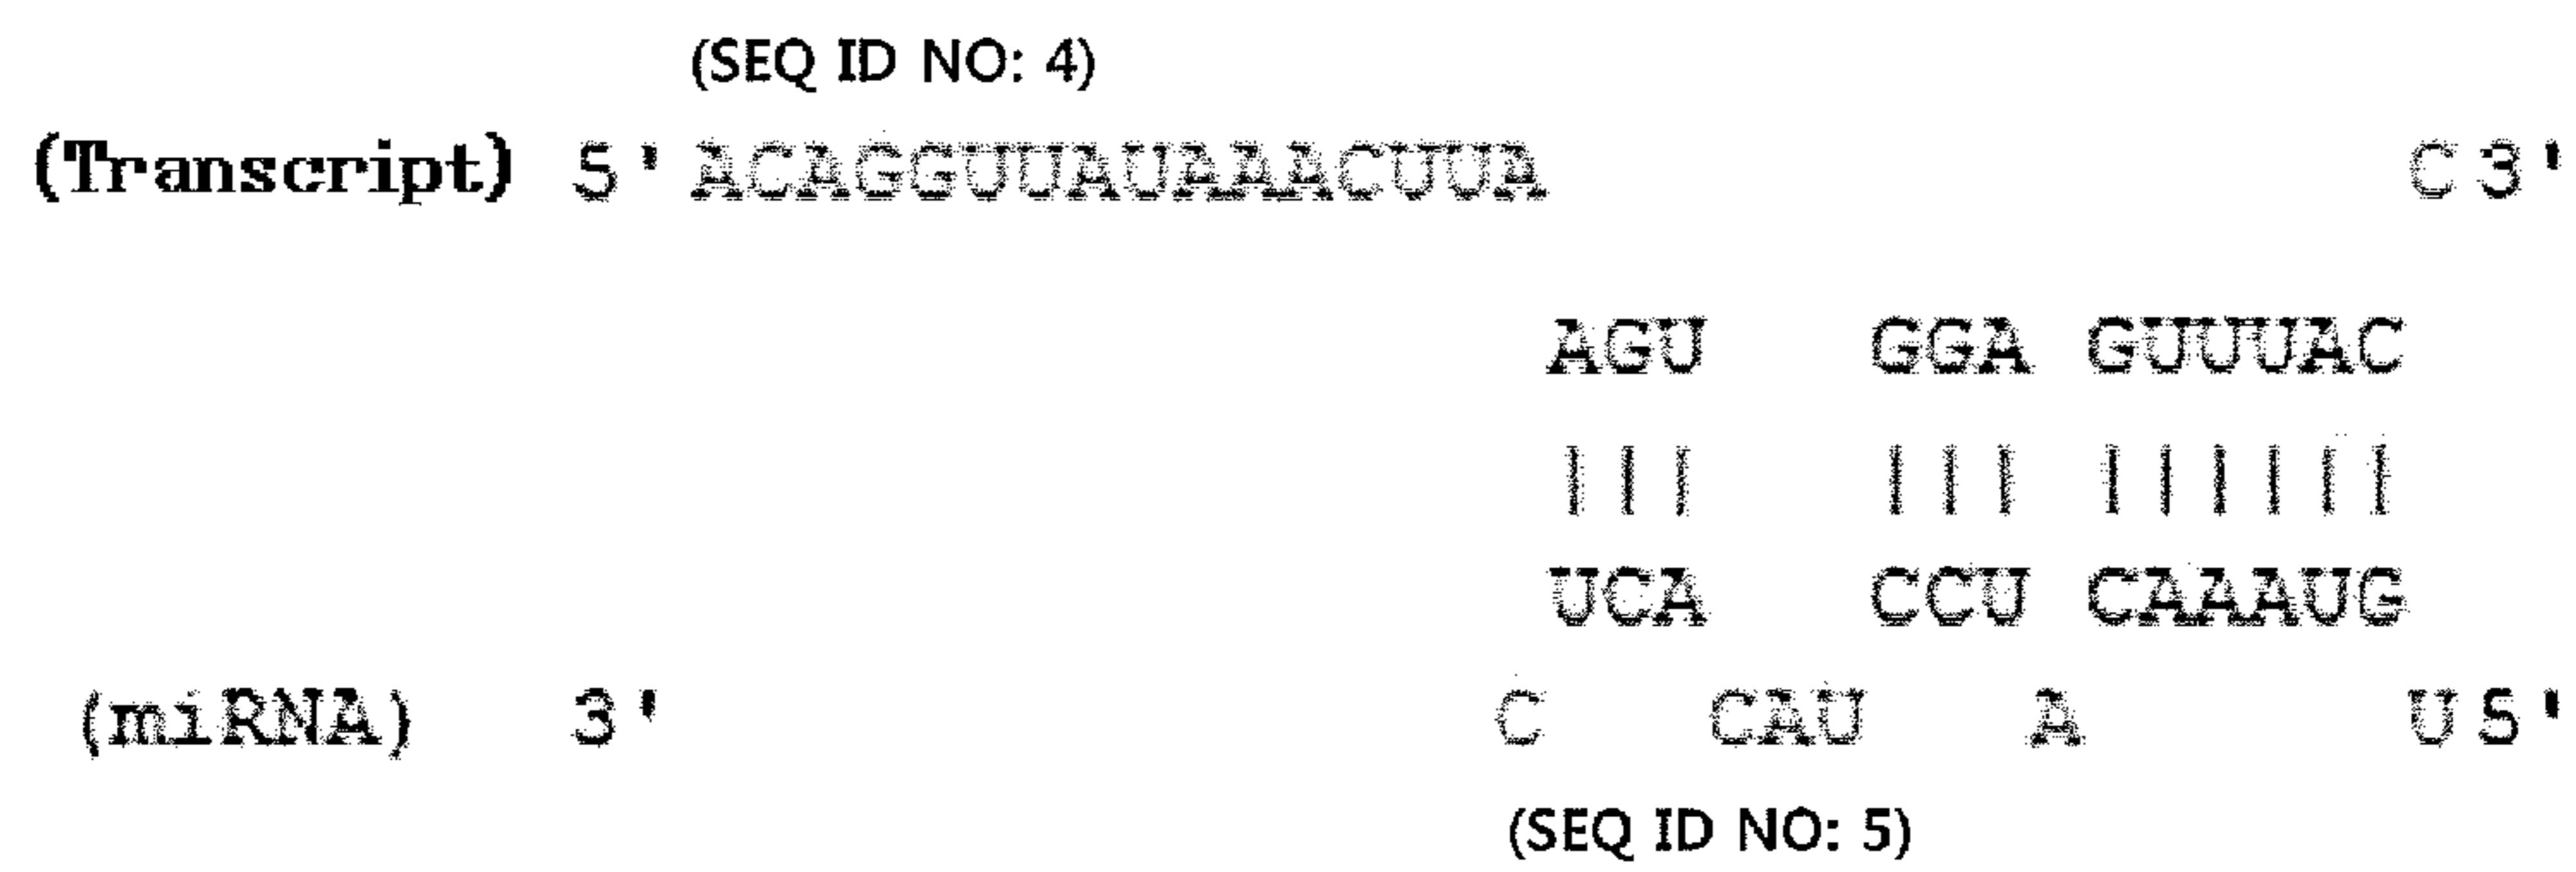 (SEQ ID NO: 4)
(Transcript) 5' ACAGGUUAUAAACUUA C 3'
AGU GGA GUUUAC
||| ||| ||||||
UCA CCU CAAAUG
(miRNA) 3' C CAU A U 5'
(SEQ ID NO: 5)